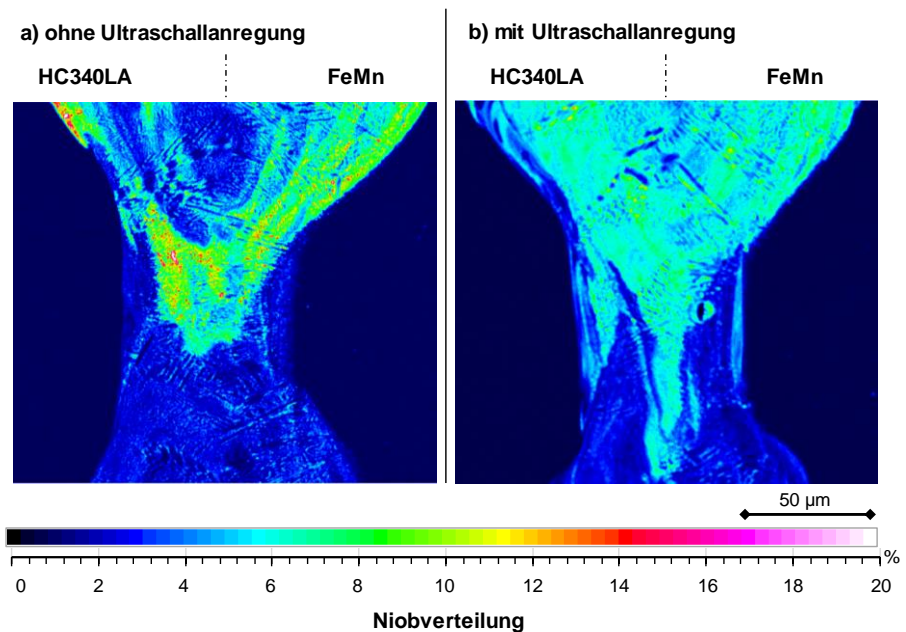 a) ohne Ultraschallanregung
HC340LA FeMn
b) mit Ultraschallanregung
HC340LA FeMn
50 µm
0 2 4 6 8 10 12 14 16 18 20 %
Niobverteilung